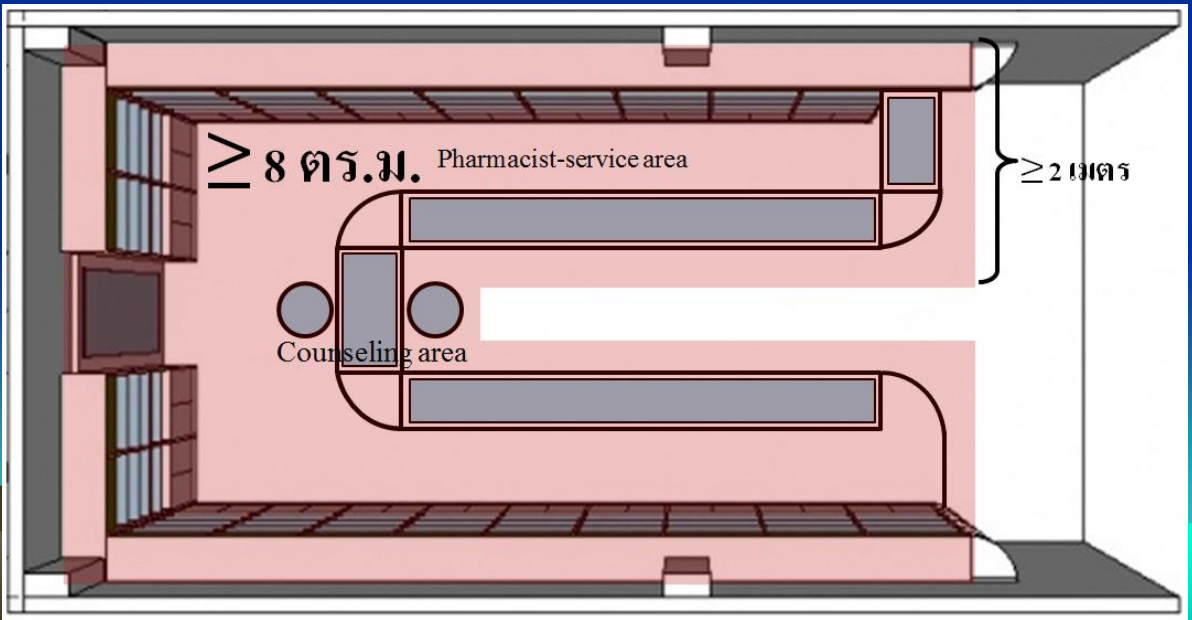 ≥ 8 ตร.ม. Pharmacist-service area
≥ 2 เมตร
Counseling area